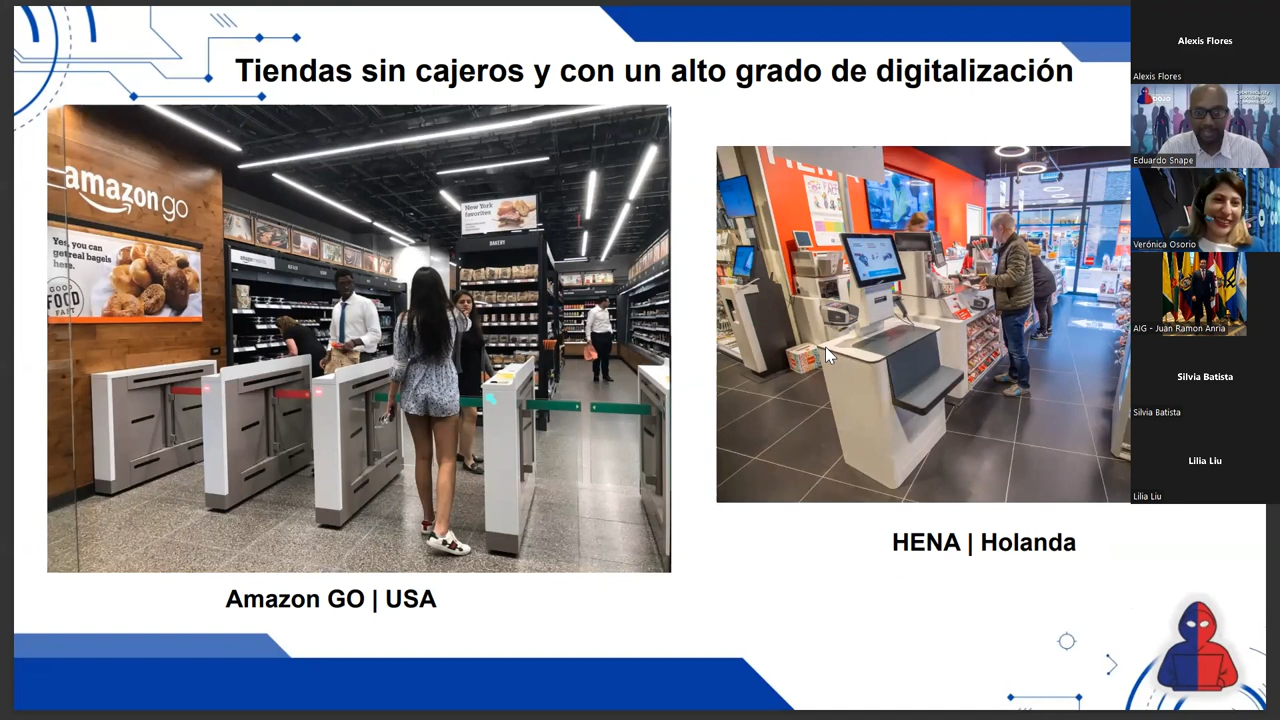 Tiendas sin cajeros y con un alto grado de digitalización
amazon go
Yes, you can
get real bagels
here.
GOOD
FOOD
FAST
New York
favorites
BAKERY
Amazon GO | USA
HENA | Holanda
Alexis Flores
Alexis Flores
DOJO
Eduardo Snape
Verónica Osorio
AIG - Juan Ramon Anria
Silvia Batista
Silvia Batista
Lilia Liu
Lilia Liu